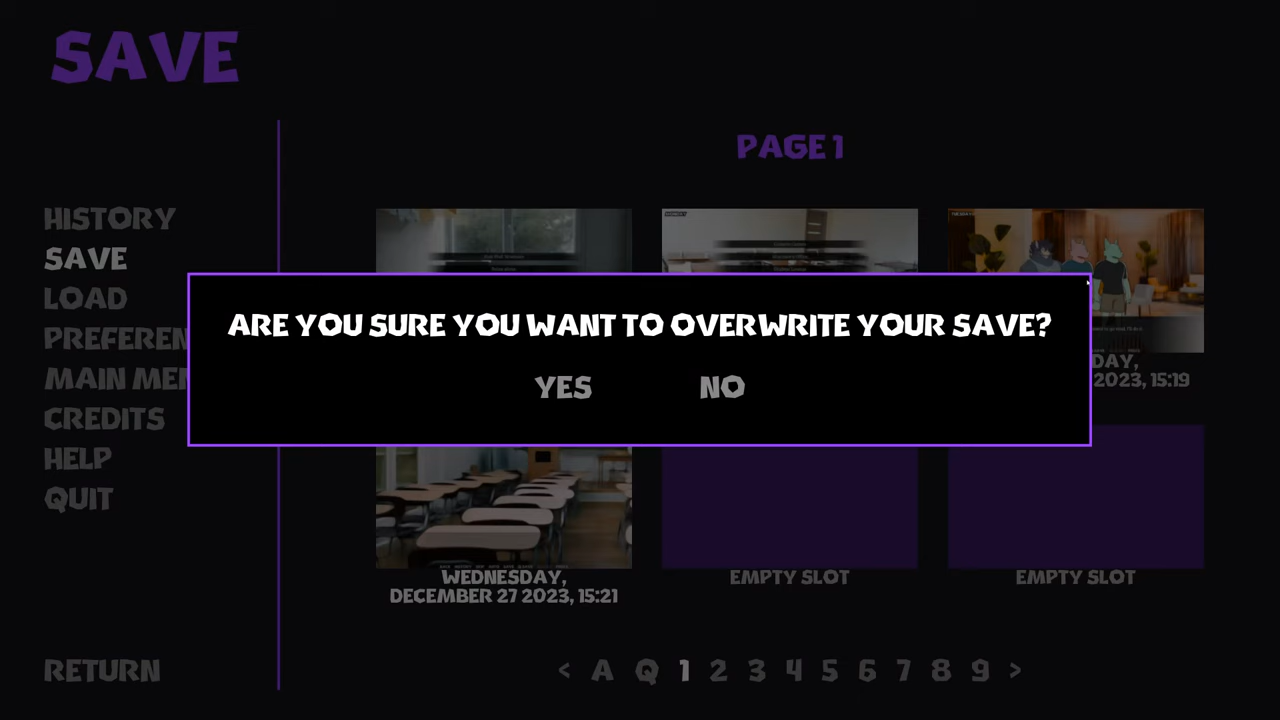 SAVE
PAGE 1
HISTORY
SAVE
LOAD
PREFEREN
MAIN ME
CREDITS
HELP
QUIT
RETURN
ARE YOU SURE YOU WANT TO OVERWRITE YOUR SAVE?
YES NO
DAY,
2023, 15:19
WEDNESDAY,
DECEMBER 27 2023, 15:21
EMPTY SLOT
EMPTY SLOT
< A Q 1 2 3 4 5 6 7 8 9 >